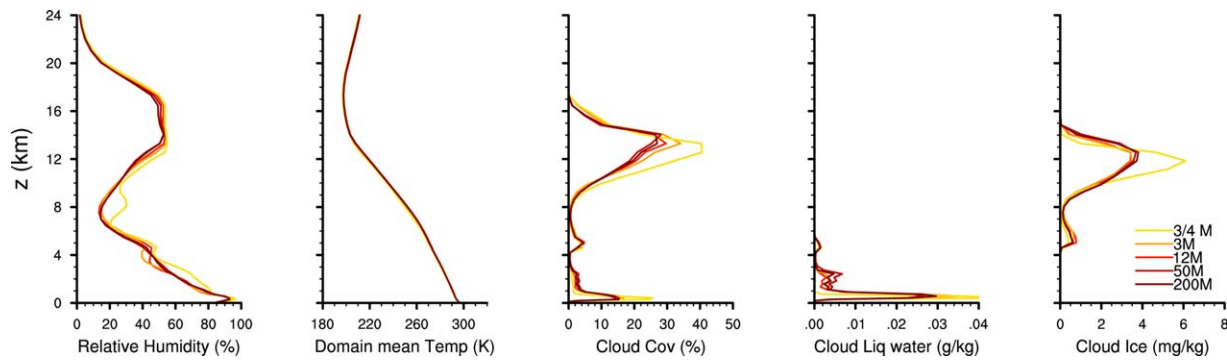 24
20
16
12
8
4
0
z (km)
0 20 40 60 80 100
Relative Humidity (%)
180 220 260 300
Domain mean Temp (K)
0 10 20 30 40 50
Cloud Cov (%)
.00 .01 .02 .03 .04
Cloud Liq water (g/kg)
0 2 4 6 8
Cloud Ice (mg/kg)
3/4 M
3M
12M
50M
200M